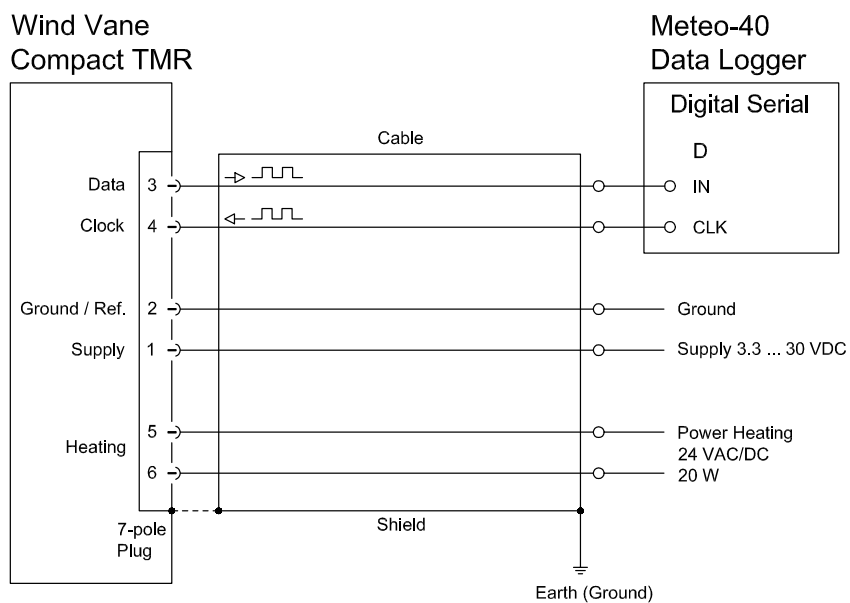 Wind Vane
Compact TMR
Meteo-40
Data Logger
Digital Serial
Cable
D
Data 3 IN
Clock 4 CLK
Ground / Ref. 2 Ground
Supply 1 Supply 3.3 ... 30 VDC
Heating
5
6
Power Heating
24 VAC/DC
20 W
7-pole
Plug
Shield
Earth (Ground)